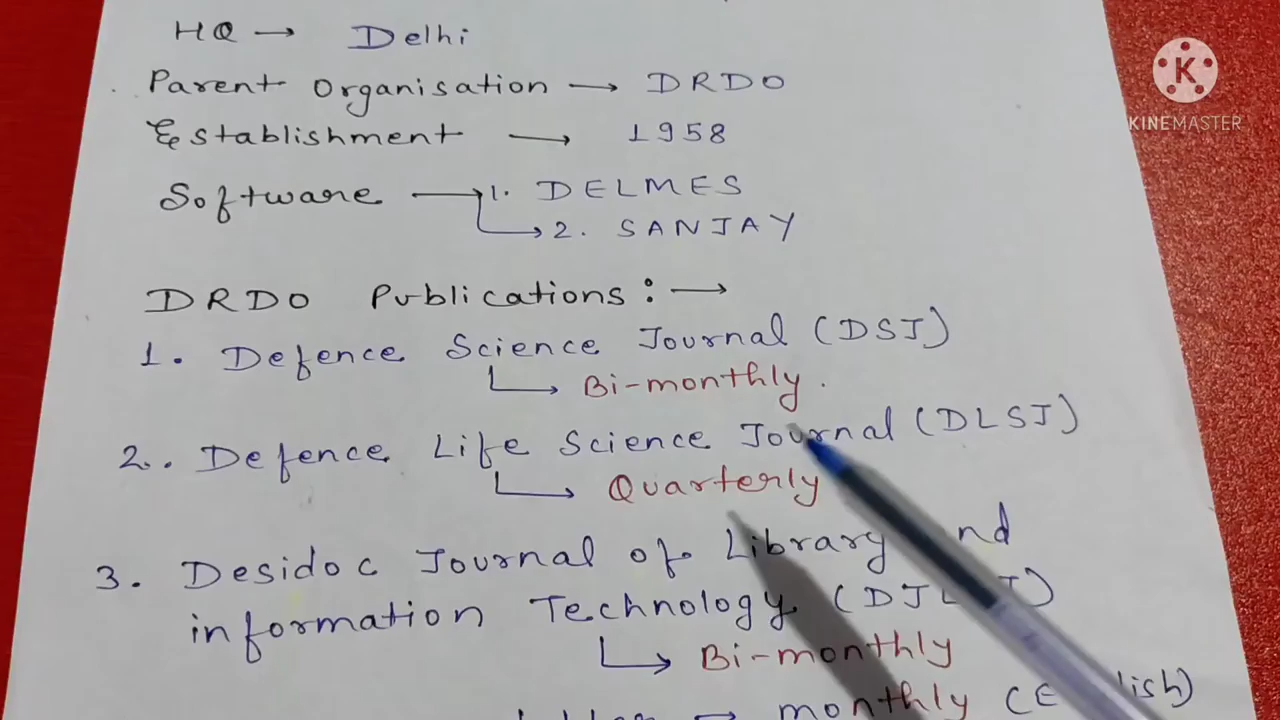 HQ → Delhi
Parent Organisation → DRDO
Establishment → 1958
Software → 1. DELMES
→ 2. SANJAY
DRDO Publications : →
1. Defence Science Journal (DSJ)
→ Bi-monthly.
2. Defence Life Science Journal (DLSJ)
→ Quarterly
3. Desidoc Journal of Library
information Technology
→ Bi-monthly
→ monthly
KINEMASTER